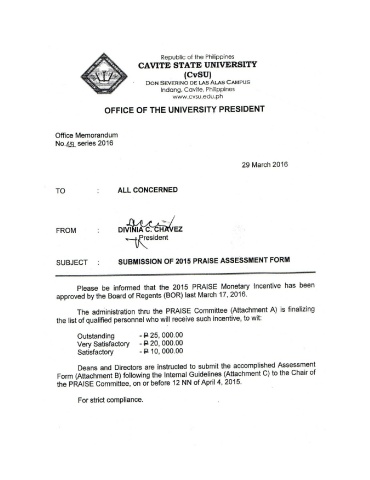 Republic of the Philippines
CAVITE STATE UNIVERSITY
(CvSU)
DON SEVERINO DE LAS ALAS CAMPUS
Indang, Cavite, Philippines
www.cvsu.edu.ph
OFFICE OF THE UNIVERSITY PRESIDENT
Office Memorandum
No. series 2016
29 March 2016
TO : ALL CONCERNED
FROM : DIVINIA C. CHAVEZ
President
SUBJECT : SUBMISSION OF 2015 PRAISE ASSESSMENT FORM
Please be informed that the 2015 PRAISE Monetary Incentive has been
approved by the Board of Regents (BOR) last March 17, 2016.
The administration thru the PRAISE Committee (Attachment A) is finalizing
the list of qualified personnel who will receive such incentive, to wit:
Outstanding - ₱ 25, 000.00
Very Satisfactory - ₱ 20, 000.00
Satisfactory - ₱ 10, 000.00
Deans and Directors are instructed to submit the accomplished Assessment
Form (Attachment B) following the Internal Guidelines (Attachment C) to the Chair of
the PRAISE Committee, on or before 12 NN of April 4, 2015.
For strict compliance.